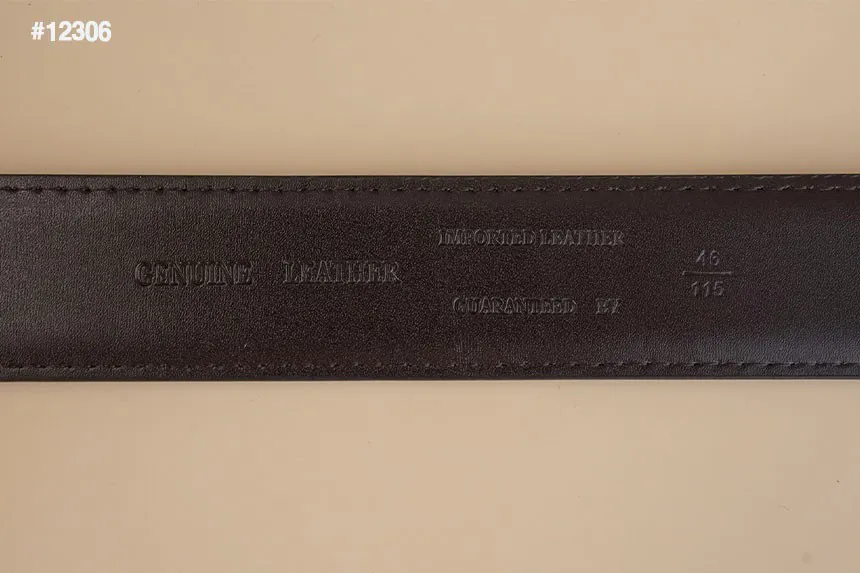 #12306
GENUINE LEATHER
IMPORTED LEATHER
GUARANTEED BY
46
115